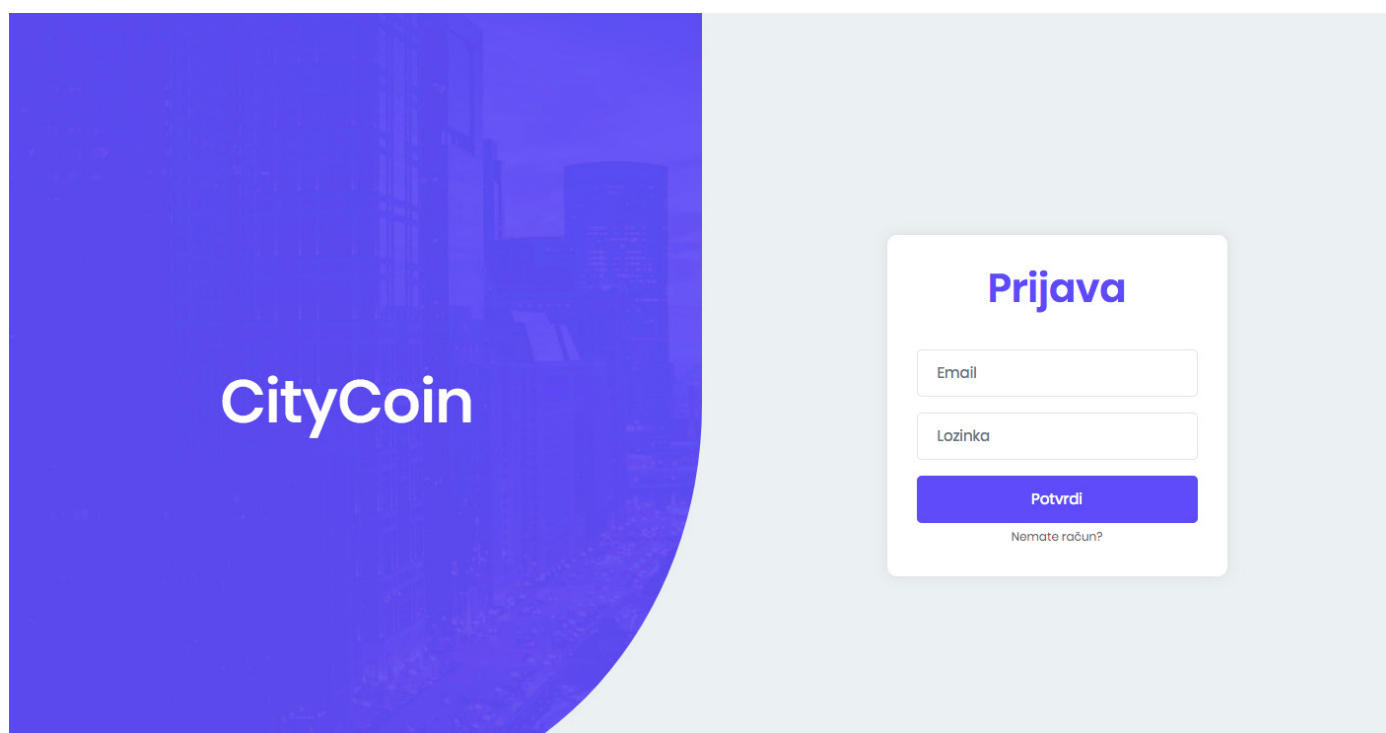 CityCoin
Prijava
Email
Lozinka
Potvrdi
Nemate račun?